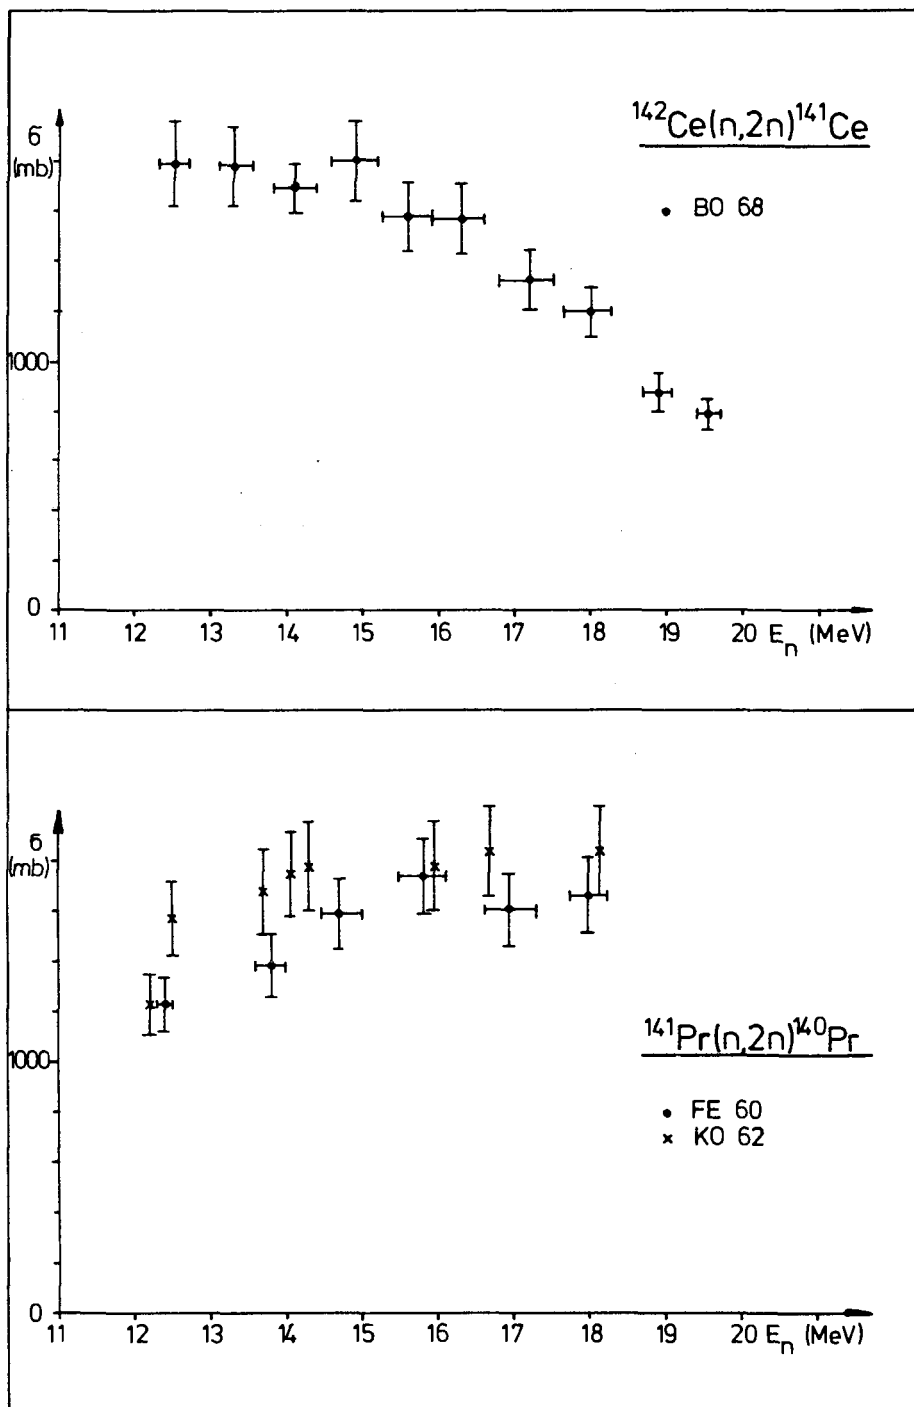 ¹⁴²Ce(n,2n)¹⁴¹Ce
σ
(mb)
• BO 68
1000
0
11 12 13 14 15 16 17 18 19 20 Eₙ (MeV)
σ
(mb)
¹⁴¹Pr(n,2n)¹⁴⁰Pr
1000
• FE 60
× KO 62
0
11 12 13 14 15 16 17 18 19 20 Eₙ (MeV)